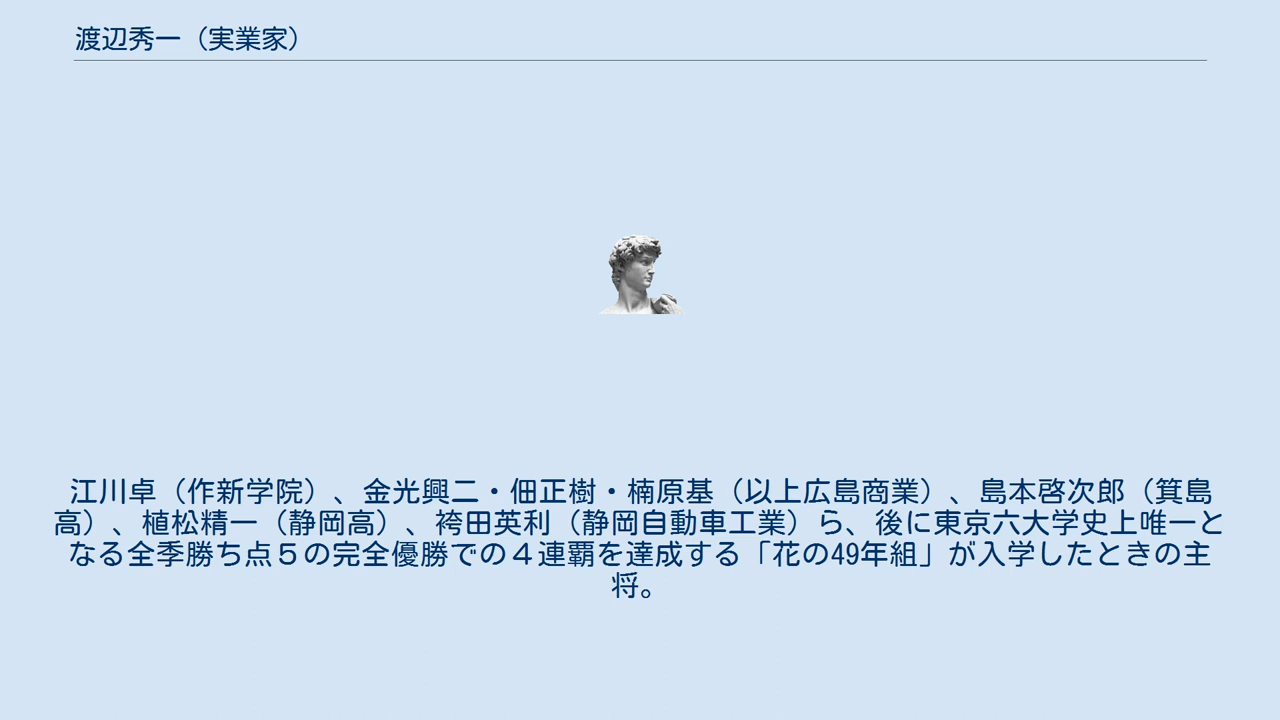 渡辺秀一（実業家）
江川卓（作新学院）、金光興二・佃正樹・楠原基（以上広島商業）、島本啓次郎（箕島
高）、植松精一（静岡高）、袴田英利（静岡自動車工業）ら、後に東京六大学史上唯一と
なる全季勝ち点５の完全優勝での４連覇を達成する「花の49年組」が入学したときの主
将。